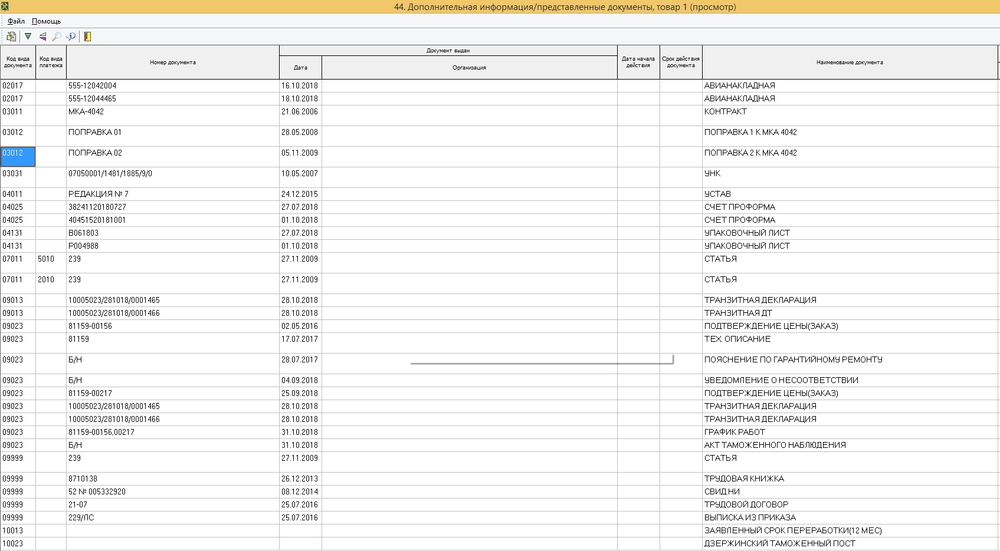 44. Дополнительная информация/представленные документы, товар 1 (просмотр)
Файл Помощь
Код вида документа Код вида платежа Номер документа Документ выдан Дата Организация Дата начала действия Срок действия документа Наименование документа
02017 555-12042004 16.10.2018 АВИАНАКЛАДНАЯ
02017 555-12044465 18.10.2018 АВИАНАКЛАДНАЯ
03011 МКА-4042 21.06.2006 КОНТРАКТ
03012 ПОПРАВКА 01 28.05.2008 ПОПРАВКА 1 К МКА 4042
03012 ПОПРАВКА 02 05.11.2009 ПОПРАВКА 2 К МКА 4042
03031 07050001/1481/1885/9/0 10.05.2007 УНК
04011 РЕДАКЦИЯ № 7 24.12.2015 УСТАВ
04025 38241120180727 27.07.2018 СЧЕТ ПРОФОРМА
04025 40451520181001 01.10.2018 СЧЕТ ПРОФОРМА
04131 B061803 27.07.2018 УПАКОВОЧНЫЙ ЛИСТ
04131 P004988 01.10.2018 УПАКОВОЧНЫЙ ЛИСТ
07011 5010 239 27.11.2009 СТАТЬЯ
07011 2010 239 27.11.2009 СТАТЬЯ
09013 10005023/281018/0001465 28.10.2018 ТРАНЗИТНАЯ ДЕКЛАРАЦИЯ
09013 10005023/281018/0001466 28.10.2018 ТРАНЗИТНАЯ ДТ
09023 81159-00156 02.05.2016 ПОДТВЕРЖДЕНИЕ ЦЕНЫ(ЗАКАЗ)
09023 81159 17.07.2017 ТЕХ. ОПИСАНИЕ
09023 Б/Н 28.07.2017 ПОЯСНЕНИЕ ПО ГАРАНТИЙНОМУ РЕМОНТУ
09023 Б/Н 04.09.2018 УВЕДОМЛЕНИЕ О НЕСООТВЕТСТВИИ
09023 81159-00217 25.09.2018 ПОДТВЕРЖДЕНИЕ ЦЕНЫ(ЗАКАЗ)
09023 10005023/281018/0001465 28.10.2018 ТРАНЗИТНАЯ ДЕКЛАРАЦИЯ
09023 10005023/281018/0001466 28.10.2018 ТРАНЗИТНАЯ ДЕКЛАРАЦИЯ
09023 81159-00156,00217 31.10.2018 ГРАФИК РАБОТ
09023 Б/Н 31.10.2018 АКТ ТАМОЖЕННОГО НАБЛЮДЕНИЯ
09999 239 27.11.2009 СТАТЬЯ
09999 8710138 26.12.2013 ТРУДОВАЯ КНИЖКА
09999 52 № 005332920 08.12.2014 СВИД.НИ
09999 21-07 25.07.2016 ТРУДОВОЙ ДОГОВОР
09999 229/ЛС 25.07.2016 ВЫПИСКА ИЗ ПРИКАЗА
10013 ЗАЯВЛЕННЫЙ СРОК ПЕРЕРАБОТКИ(12 МЕС)
10023 ДЗЕРЖИНСКИЙ ТАМОЖЕННЫЙ ПОСТ